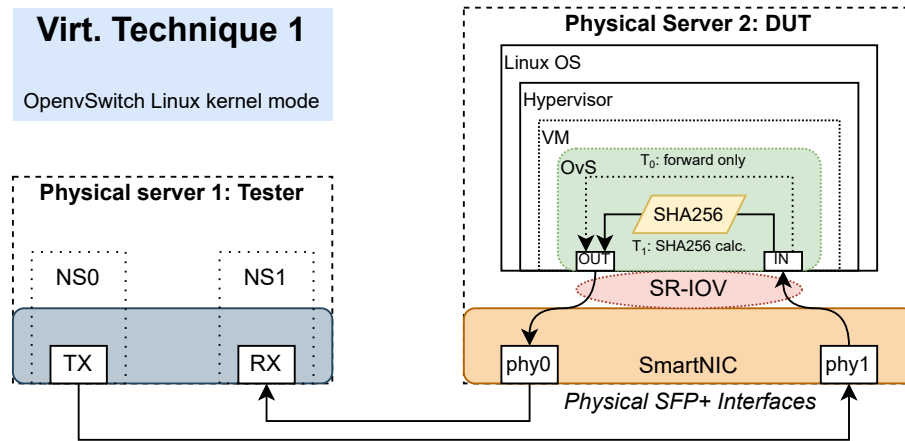 Virt. Technique 1
OpenvSwitch Linux kernel mode
Physical server 1: Tester
NS0
NS1
TX
RX
Physical Server 2: DUT
Linux OS
Hypervisor
VM
OvS
T0: forward only
SHA256
T1: SHA256 calc.
OUT
IN
SR-IOV
phy0
SmartNIC
phy1
Physical SFP+ Interfaces